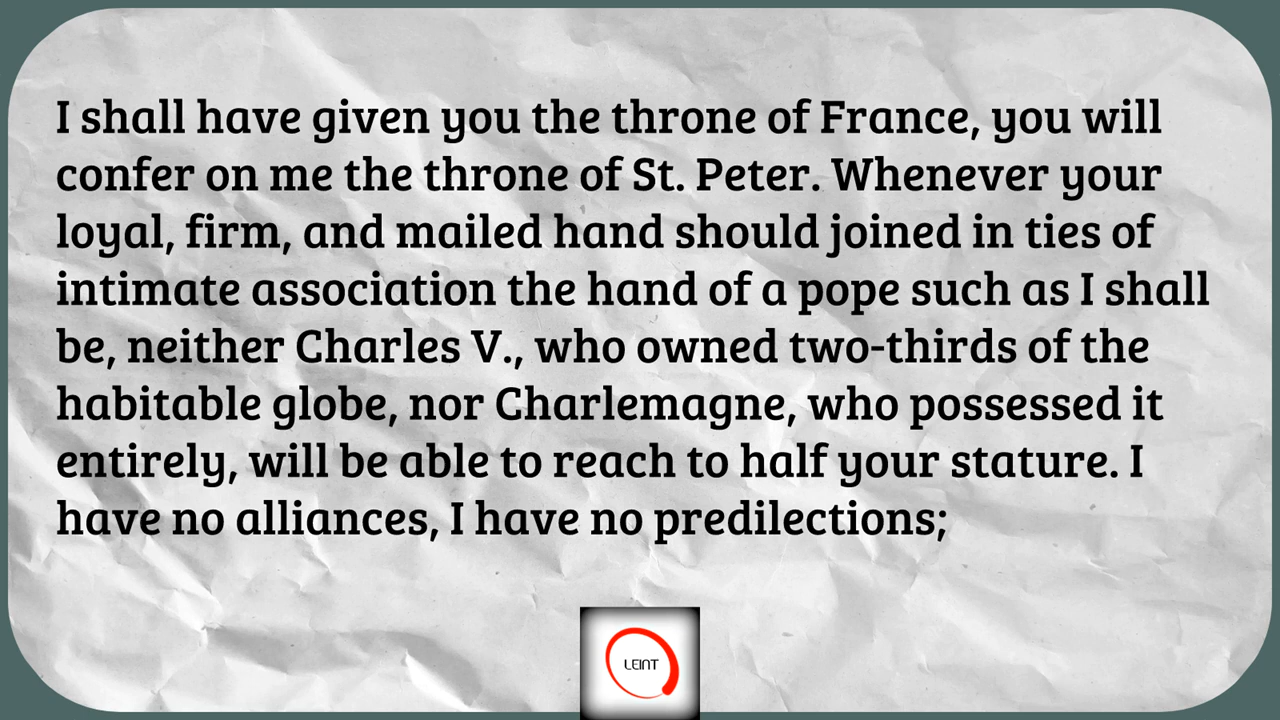 I shall have given you the throne of France, you will
confer on me the throne of St. Peter. Whenever your
loyal, firm, and mailed hand should joined in ties of
intimate association the hand of a pope such as I shall
be, neither Charles V., who owned two-thirds of the
habitable globe, nor Charlemagne, who possessed it
entirely, will be able to reach to half your stature. I
have no alliances, I have no predilections;
LEINT